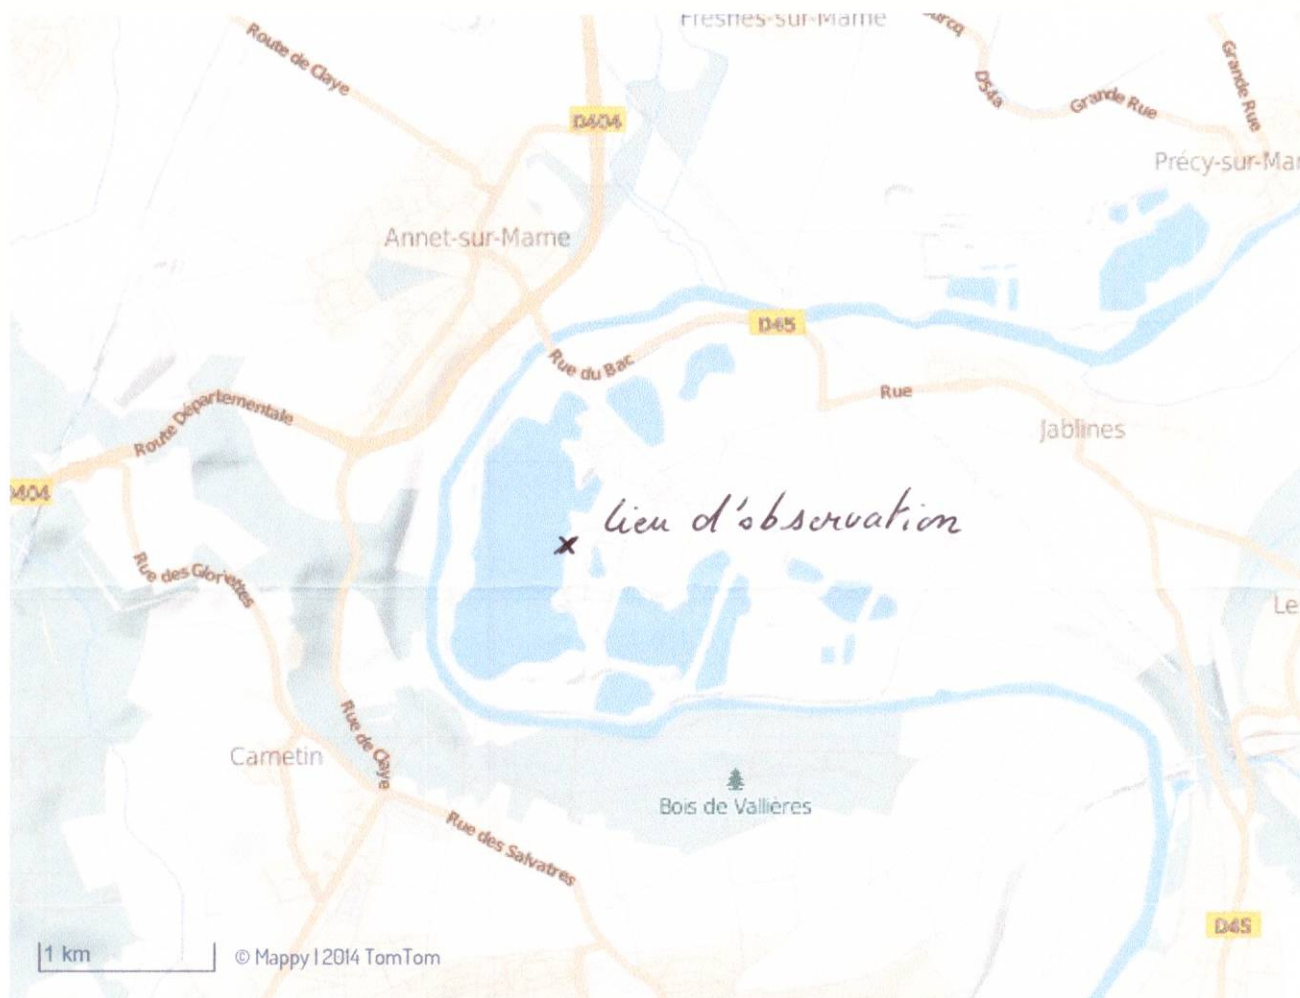 Fresnes-sur-Marne
Route de Claye
D54a
Grande Rue
Grande Rue
D404
Précy-sur-Mar
Annet-sur-Marne
D45
Rue du Bac
Rue
Route Départementale
Jablines
D404
lieu d'observation
Rue des Gloriettes
Le
Rue de Claye
Carnetin
Bois de Vallières
Rue des Salvatres
D45
1 km
© Mappy | 2014 TomTom